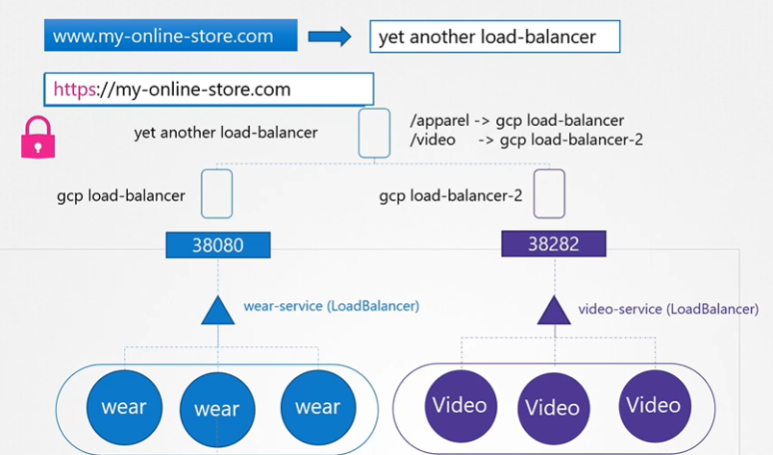 www.my-online-store.com
yet another load-balancer
https://my-online-store.com
yet another load-balancer
/apparel -> gcp load-balancer
/video -> gcp load-balancer-2
gcp load-balancer
gcp load-balancer-2
38080
38282
wear-service (LoadBalancer)
video-service (LoadBalancer)
wear
wear
wear
Video
Video
Video